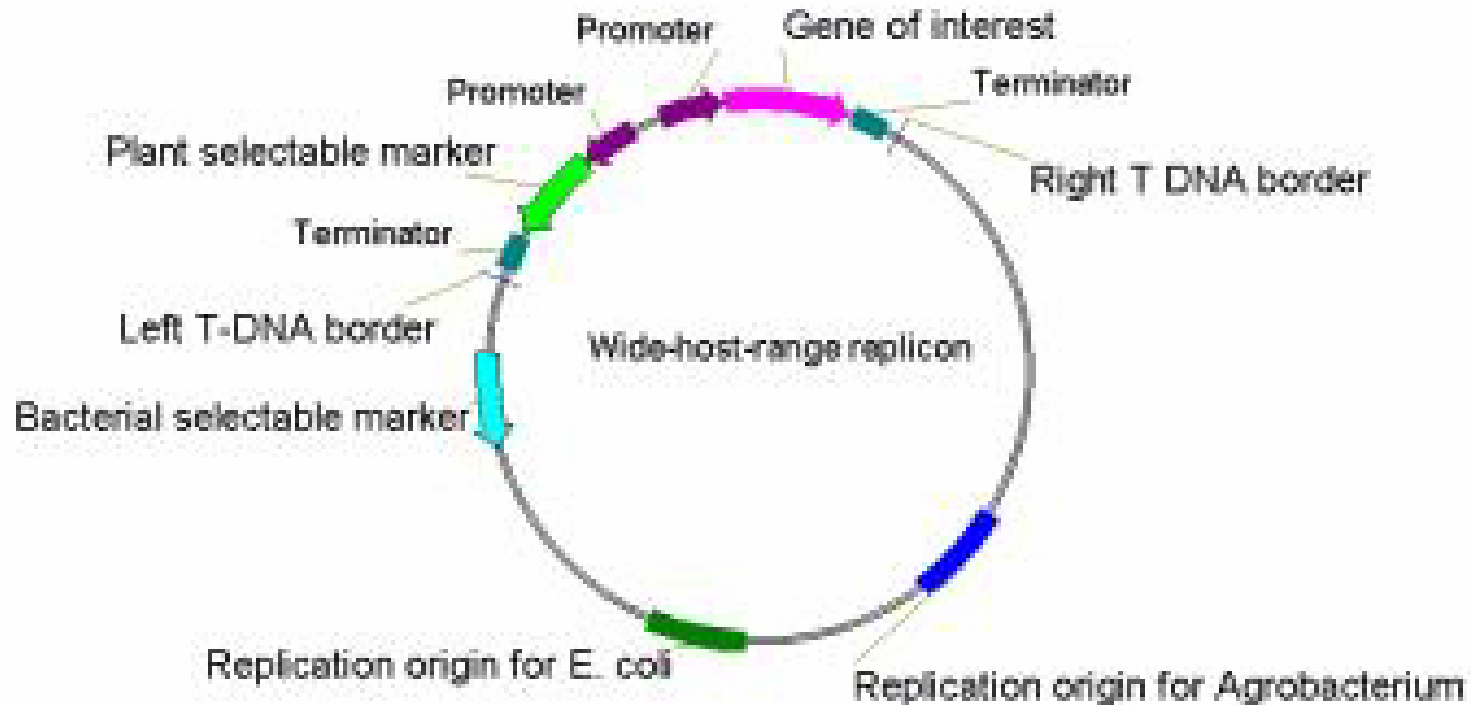 Promoter
Gene of interest
Promoter
Terminator
Plant selectable marker
Right T DNA border
Terminator
Left T-DNA border
Wide-host-range replicon
Bacterial selectable marker
Replication origin for E. coli
Replication origin for Agrobacterium